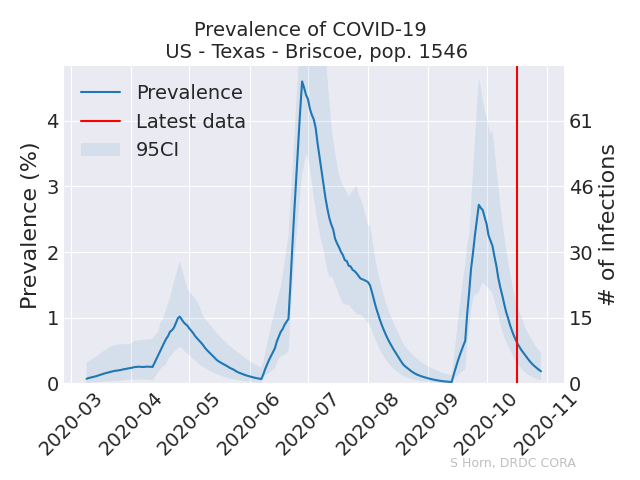 Prevalence of COVID-19
US - Texas - Briscoe, pop. 1546
Prevalence
Latest data
95CI
Prevalence (%)
4
3
2
1
0
61
46
30
15
0
# of infections
2020-03
2020-04
2020-05
2020-06
2020-07
2020-08
2020-09
2020-10
2020-11
S Horn, DRDC CORA